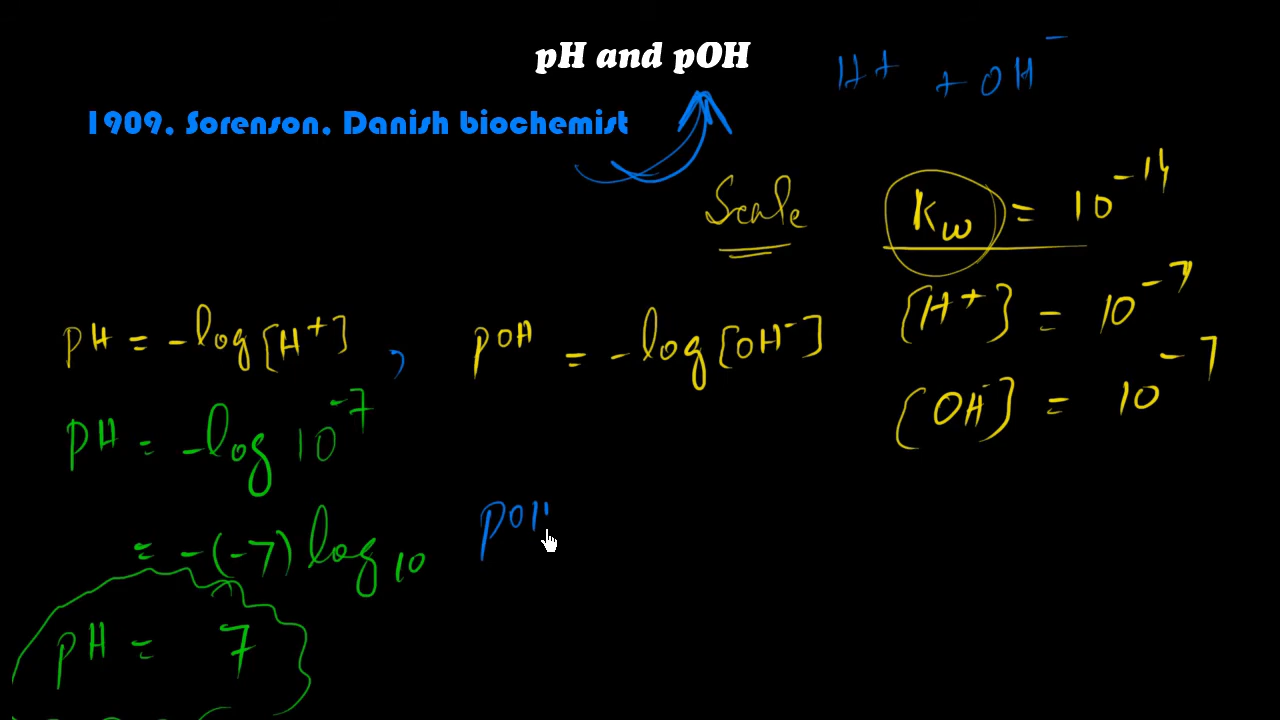 pH and pOH
H+ + OH⁻
1909, Sorenson, Danish biochemist
Scale
Kw = 10⁻¹⁴
[H+] = 10⁻⁷
pH = -log[H+] , pOH = -log[OH⁻]
[OH⁻] = 10⁻⁷
pH = -log 10⁻⁷
= -(-7) log 10
pOH
pH = 7